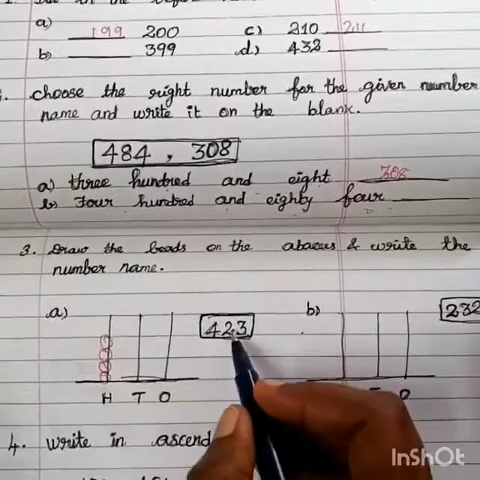 a) 199 200 c) 210 211
b) 399 d) 432
choose the right number for the given number
name and write it on the blank.
484 , 308
a) three hundred and eight 308
b) Four hundred and eighty four
3. Draw the beads on the abacus & write the
number name.
a) 423 b) 232
H T O T O
4. write in ascend
InShOt